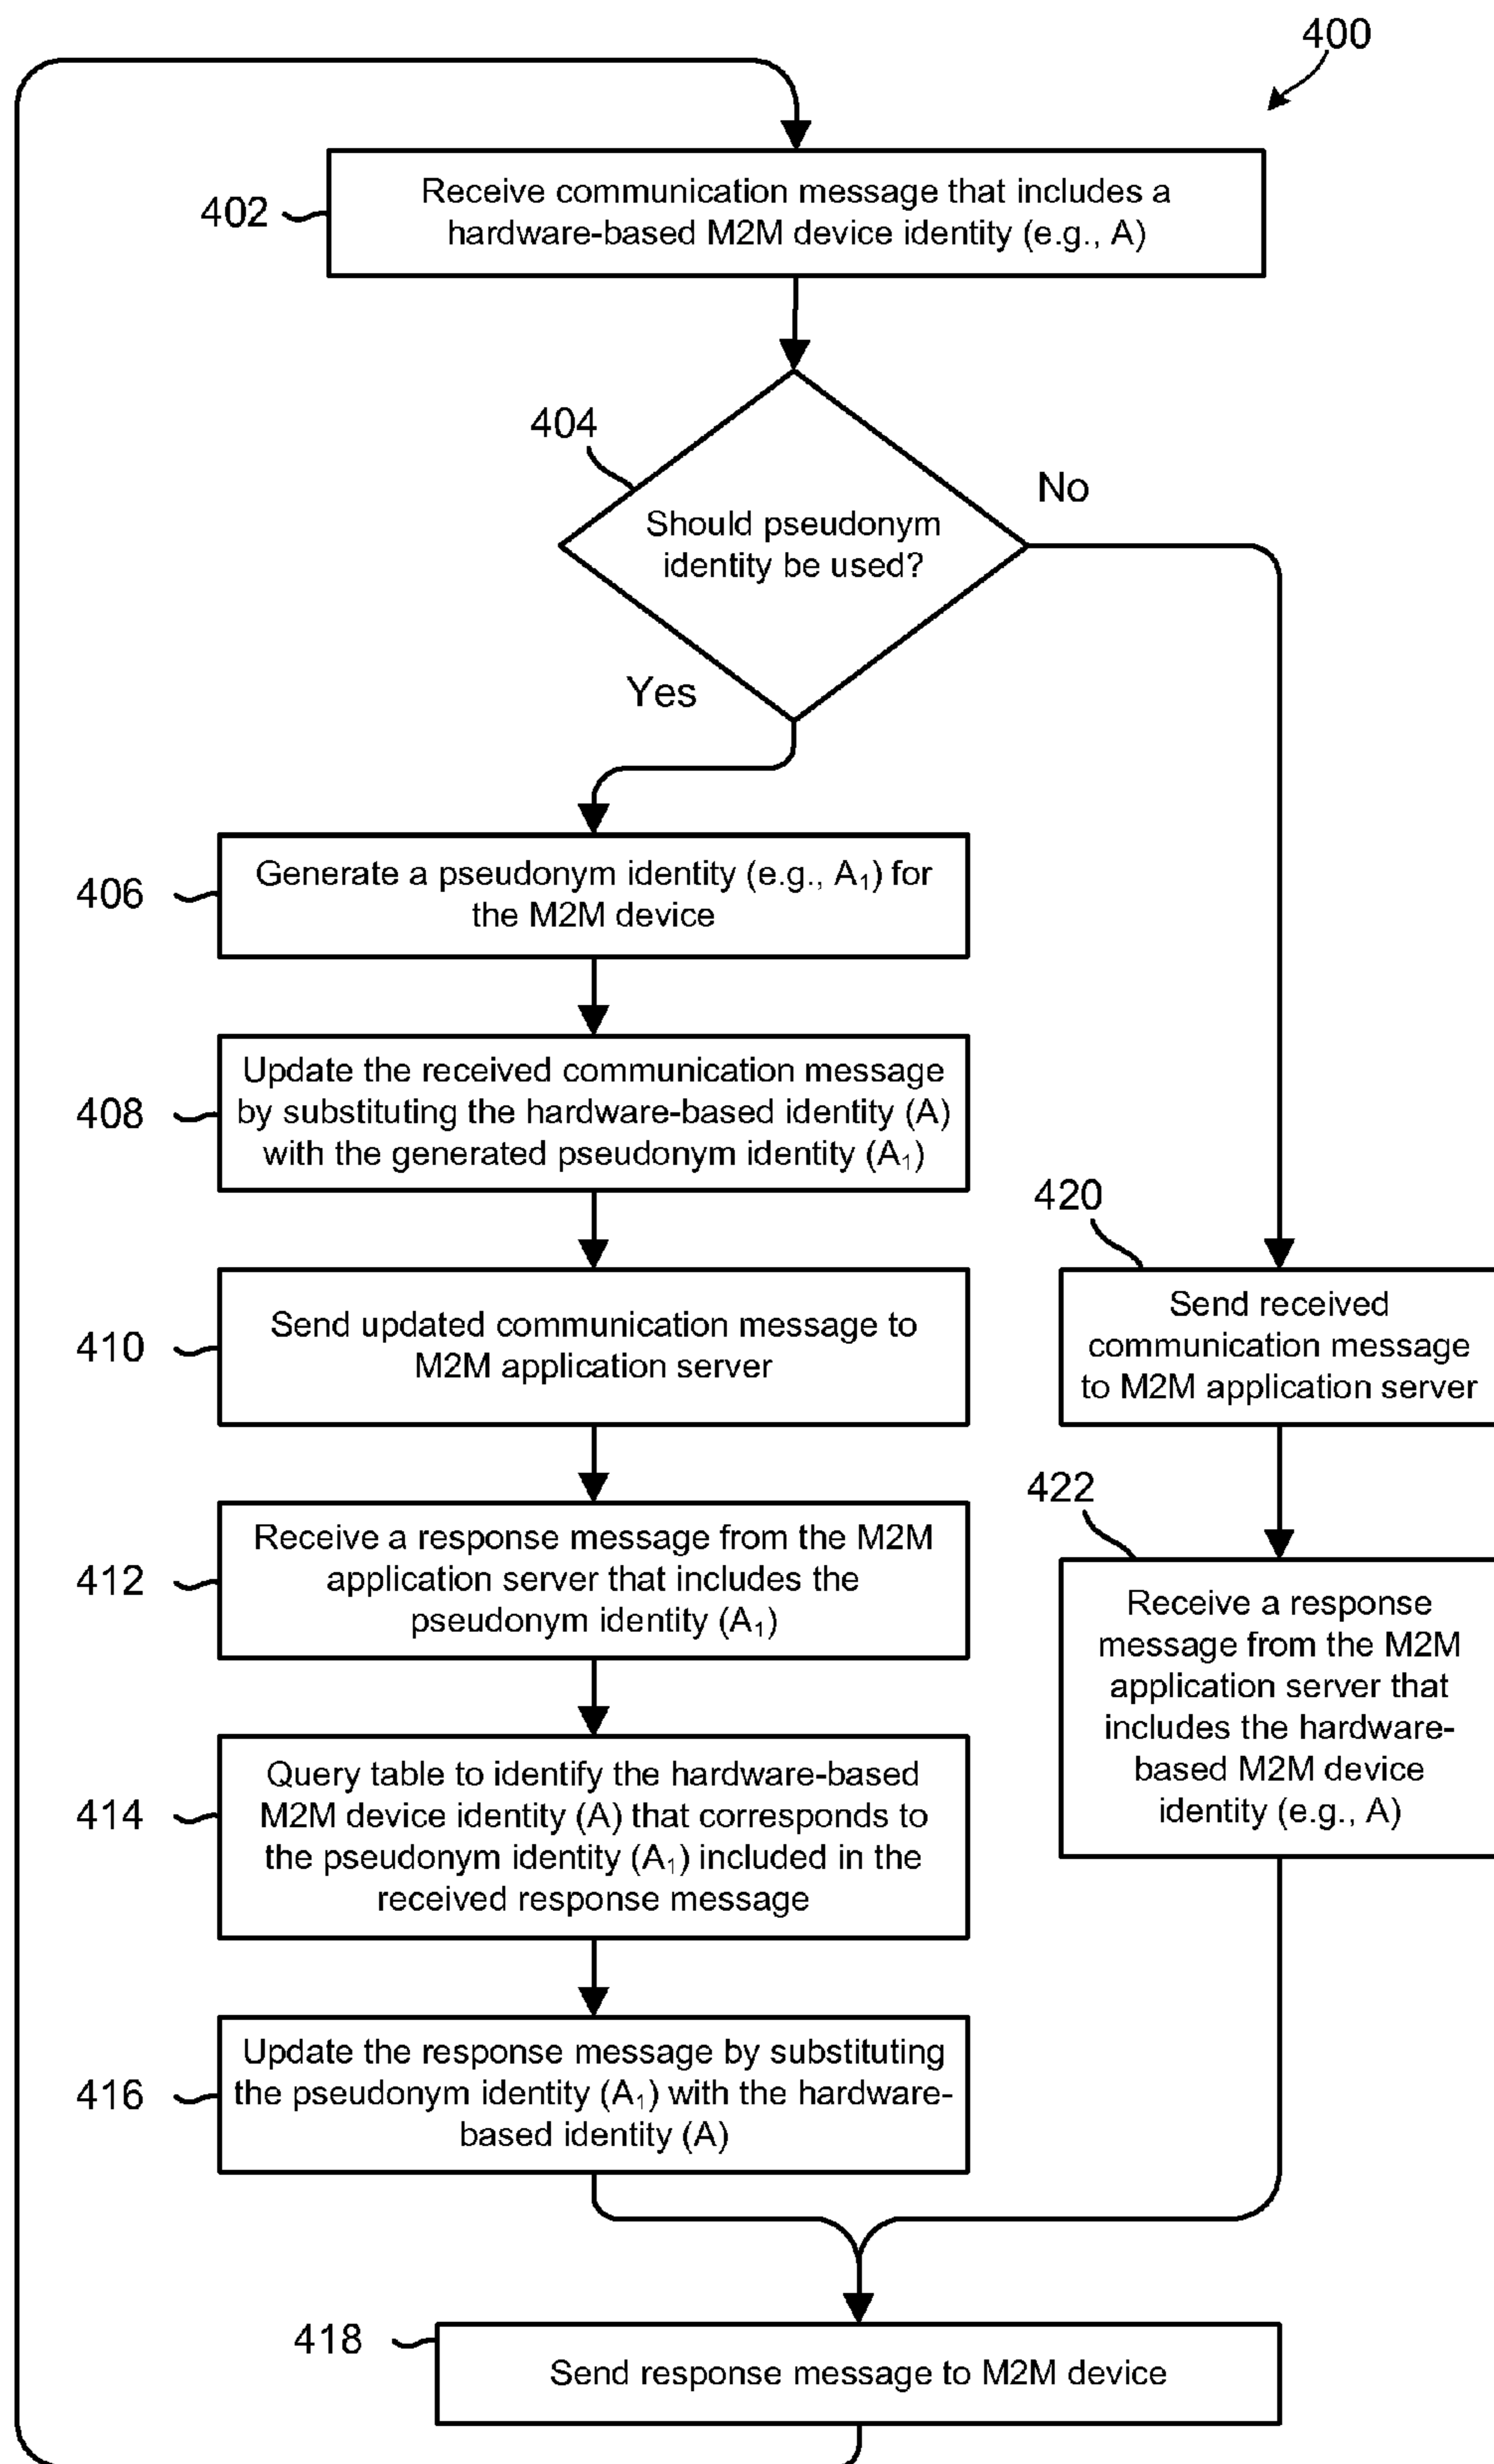 400
402
Receive communication message that includes a
hardware-based M2M device identity (e.g., A)
404
Should pseudonym
identity be used?
No
Yes
406
Generate a pseudonym identity (e.g., A₁) for
the M2M device
408
Update the received communication message
by substituting the hardware-based identity (A)
with the generated pseudonym identity (A₁)
410
Send updated communication message to
M2M application server
420
Send received
communication message
to M2M application server
412
Receive a response message from the M2M
application server that includes the
pseudonym identity (A₁)
422
Receive a response
message from the M2M
application server that
includes the hardware-
based M2M device
identity (e.g., A)
414
Query table to identify the hardware-based
M2M device identity (A) that corresponds to
the pseudonym identity (A₁) included in the
received response message
416
Update the response message by substituting
the pseudonym identity (A₁) with the hardware-
based identity (A)
418
Send response message to M2M device